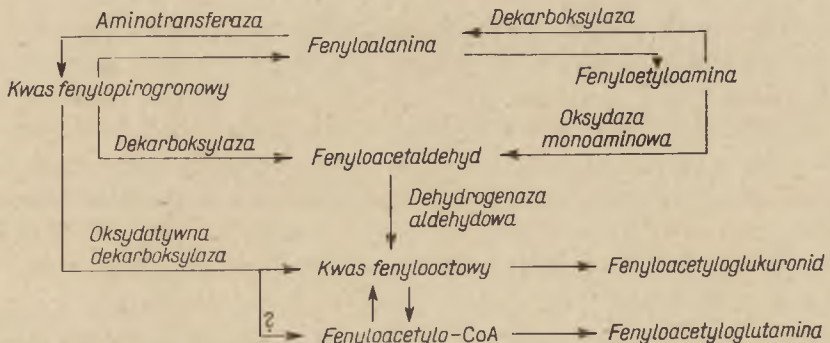 Aminotransferaza
Dekarboksylaza
Fenyloalanina
Kwas fenylopirogronowy
Fenyloetyloamina
Dekarboksylaza
Oksydaza
monoaminowa
Fenyloacetaldehyd
Dehydrogenaza
aldehydowa
Oksydatywna
dekarboksylaza
Kwas fenylooctowy
Fenyloacetyloglukuronid
?
Fenyloacetylo-CoA
Fenyloacetyloglutamina